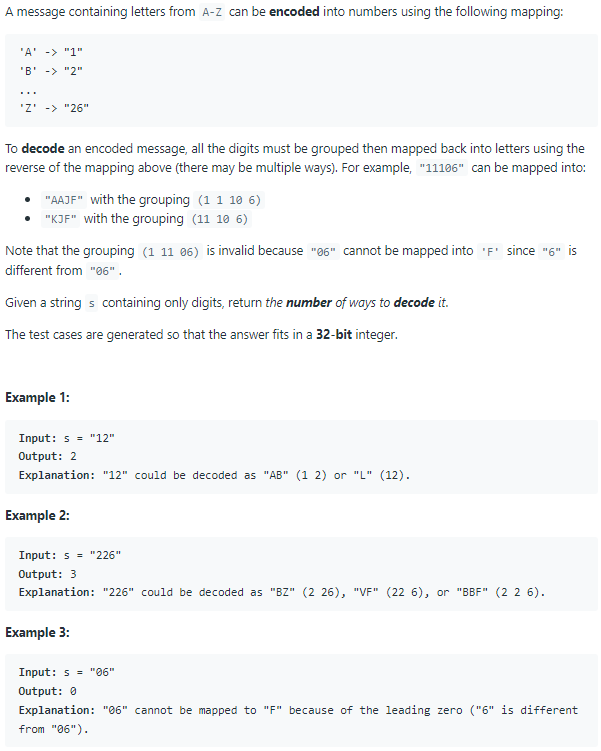 A message containing letters from A-Z can be encoded into numbers using the following mapping:
'A' -> "1"
'B' -> "2"
...
'Z' -> "26"
To decode an encoded message, all the digits must be grouped then mapped back into letters using the
reverse of the mapping above (there may be multiple ways). For example, "11106" can be mapped into:
• "AAJF" with the grouping (1 1 10 6)
• "KJF" with the grouping (11 10 6)
Note that the grouping (1 11 06) is invalid because "06" cannot be mapped into 'F' since "6" is
different from "06" .
Given a string s containing only digits, return the number of ways to decode it.
The test cases are generated so that the answer fits in a 32-bit integer.
Example 1:
Input: s = "12"
Output: 2
Explanation: "12" could be decoded as "AB" (1 2) or "L" (12).
Example 2:
Input: s = "226"
Output: 3
Explanation: "226" could be decoded as "BZ" (2 26), "VF" (22 6), or "BBF" (2 2 6).
Example 3:
Input: s = "06"
Output: 0
Explanation: "06" cannot be mapped to "F" because of the leading zero ("6" is different
from "06").